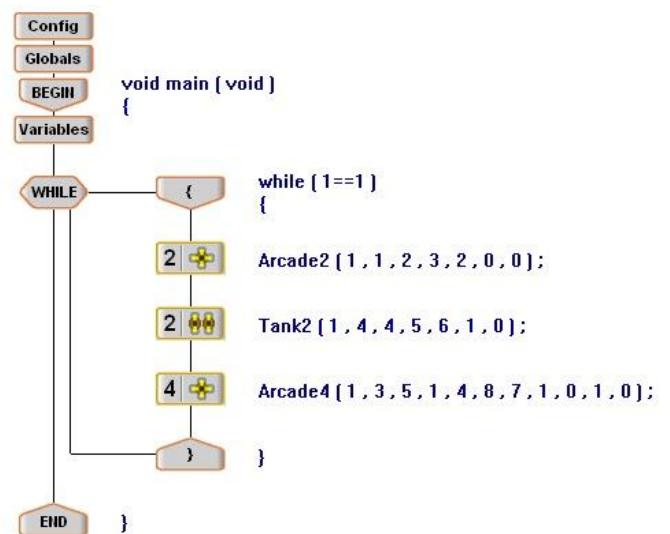 Config
Globals
BEGIN void main ( void )
{
Variables
WHILE { while ( 1==1 )
{
2 Arcade2 ( 1 , 1 , 2 , 3 , 2 , 0 , 0 ) ;
2 Tank2 ( 1 , 4 , 4 , 5 , 6 , 1 , 0 ) ;
4 Arcade4 ( 1 , 3 , 5 , 1 , 4 , 8 , 7 , 1 , 0 , 1 , 0 ) ;
} }
END }